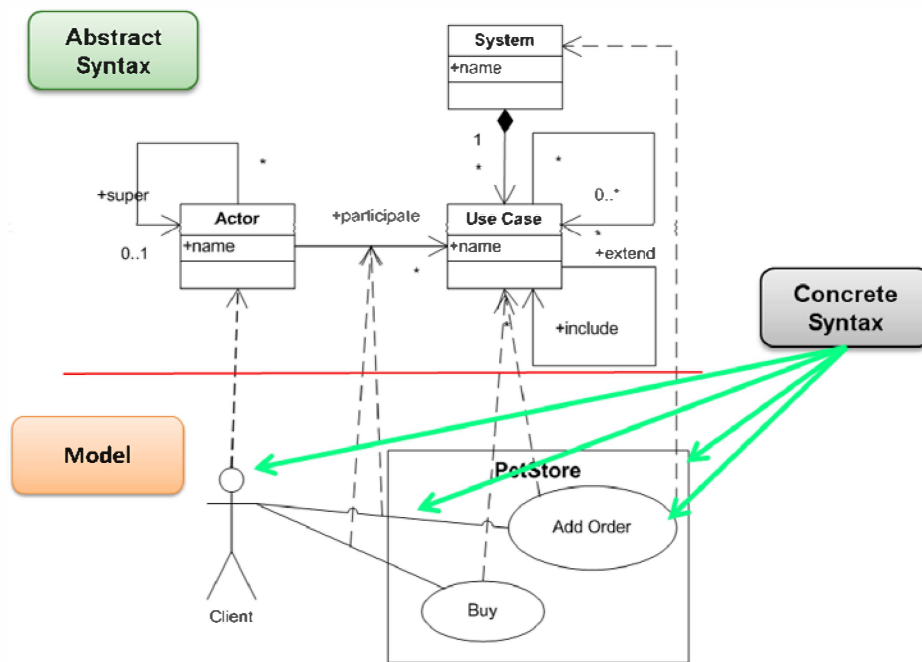 Abstract
Syntax
System
+name
1
*
*
+super
0..*
Actor
+participate
Use Case
+name
+name
*
0..1
*
+extend
*
+include
Concrete
Syntax
Model
PetStore
Add Order
Buy
Client